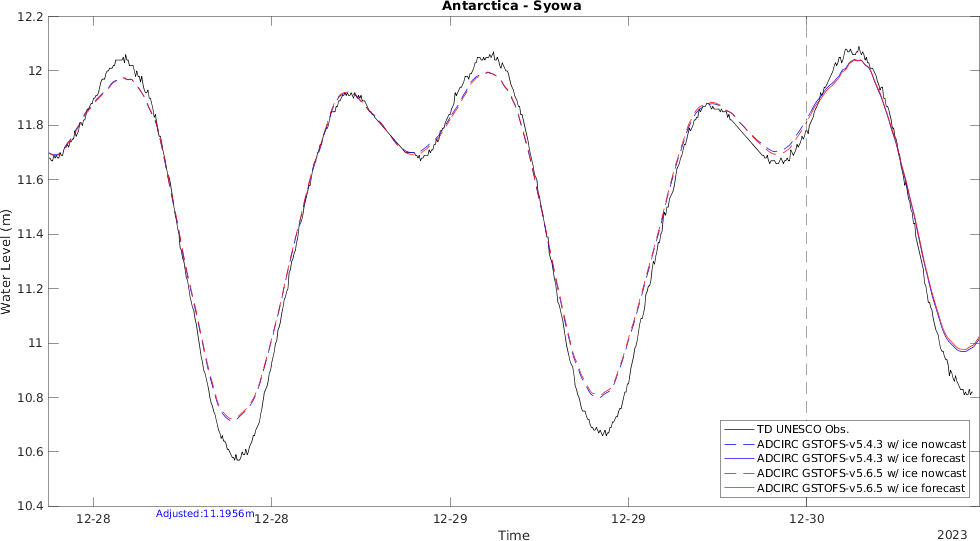 Antarctica - Syowa
12.2
12
11.8
11.6
11.4
11.2
11
10.8
10.6
10.4
Water Level (m)
TD UNESCO Obs.
ADCIRC GSTOFS-v5.4.3 w/ ice nowcast
ADCIRC GSTOFS-v5.4.3 w/ ice forecast
ADCIRC GSTOFS-v5.6.5 w/ ice nowcast
ADCIRC GSTOFS-v5.6.5 w/ ice forecast
12-28 12-28 12-29 12-29 12-30
Adjusted:11.1956m
Time
2023